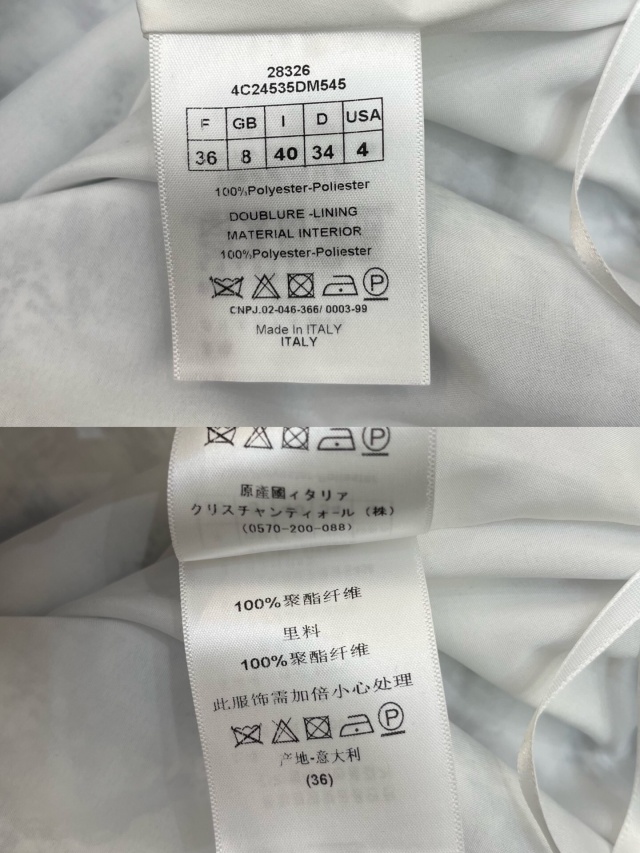 28326
4C24535DM545
F GB I D USA
36 8 40 34 4
100%Polyester-Poliester
DOUBLURE -LINING
MATERIAL INTERIOR
100%Polyester-Poliester
P
CNPJ.02-046-366/ 0003-99
Made In ITALY
ITALY
P
原産國イタリア
クリスチャンディオール（株）
（0570-200-088）
100%聚酯纤维
里料
100%聚酯纤维
此服饰需加倍小心处理
P
产地-意大利
(36)